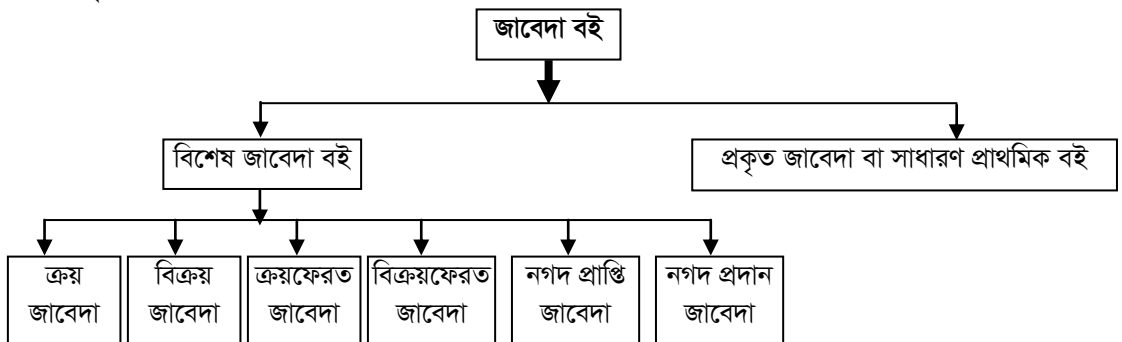 জাবেদা বই
বিশেষ জাবেদা বই
প্রকৃত জাবেদা বা সাধারণ প্রাথমিক বই
ক্রয়
জাবেদা
বিক্রয়
জাবেদা
ক্রয়ফেরত
জাবেদা
বিক্রয়ফেরত
জাবেদা
নগদ প্রাপ্তি
জাবেদা
নগদ প্রদান
জাবেদা